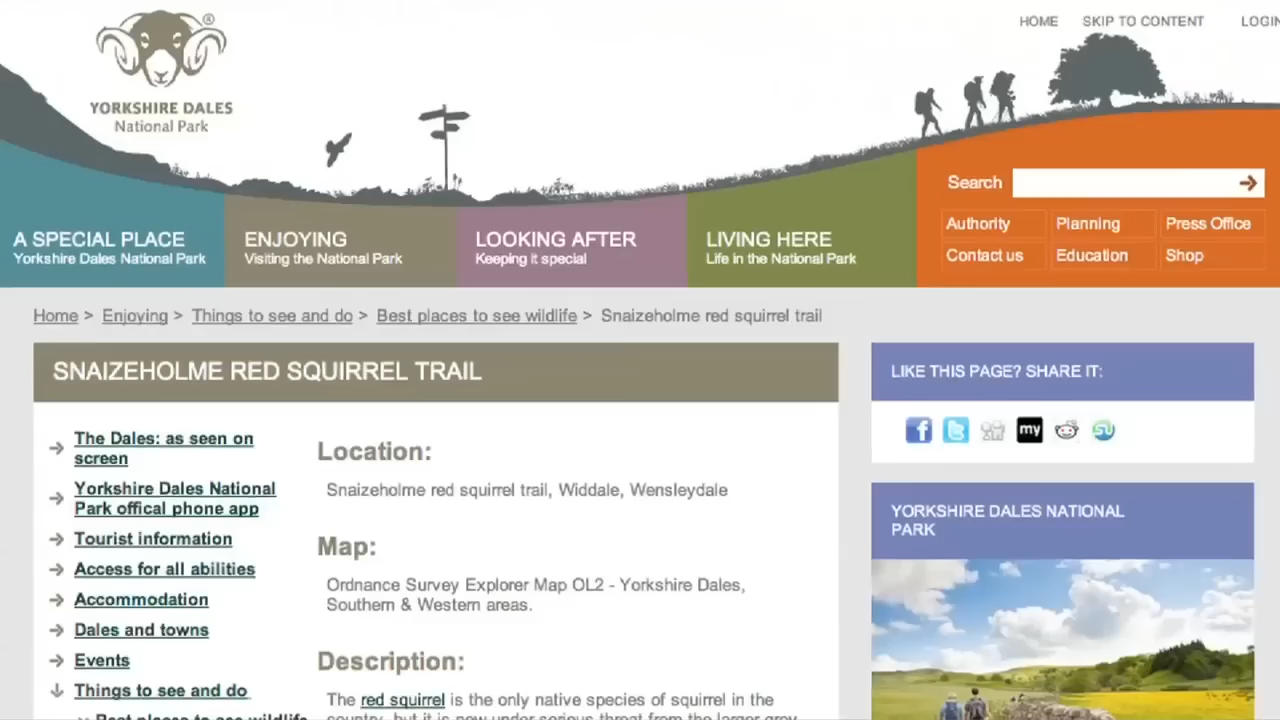 HOME SKIP TO CONTENT LOGIN
YORKSHIRE DALES
National Park
Search
A SPECIAL PLACE
Yorkshire Dales National Park
ENJOYING
Visiting the National Park
LOOKING AFTER
Keeping it special
LIVING HERE
Life in the National Park
Authority Planning Press Office
Contact us Education Shop
Home > Enjoying > Things to see and do > Best places to see wildlife > Snaizeholme red squirrel trail
SNAIZEHOLME RED SQUIRREL TRAIL
The Dales: as seen on
screen
Yorkshire Dales National
Park offical phone app
Tourist information
Access for all abilities
Accommodation
Dales and towns
Events
Things to see and do
Best places to see wildlife
Location:
Snaizeholme red squirrel trail, Widdale, Wensleydale
Map:
Ordnance Survey Explorer Map OL2 - Yorkshire Dales,
Southern & Western areas.
Description:
The red squirrel is the only native species of squirrel in the
country, but it is now under serious threat from the larger grey
LIKE THIS PAGE? SHARE IT:
my
YORKSHIRE DALES NATIONAL
PARK